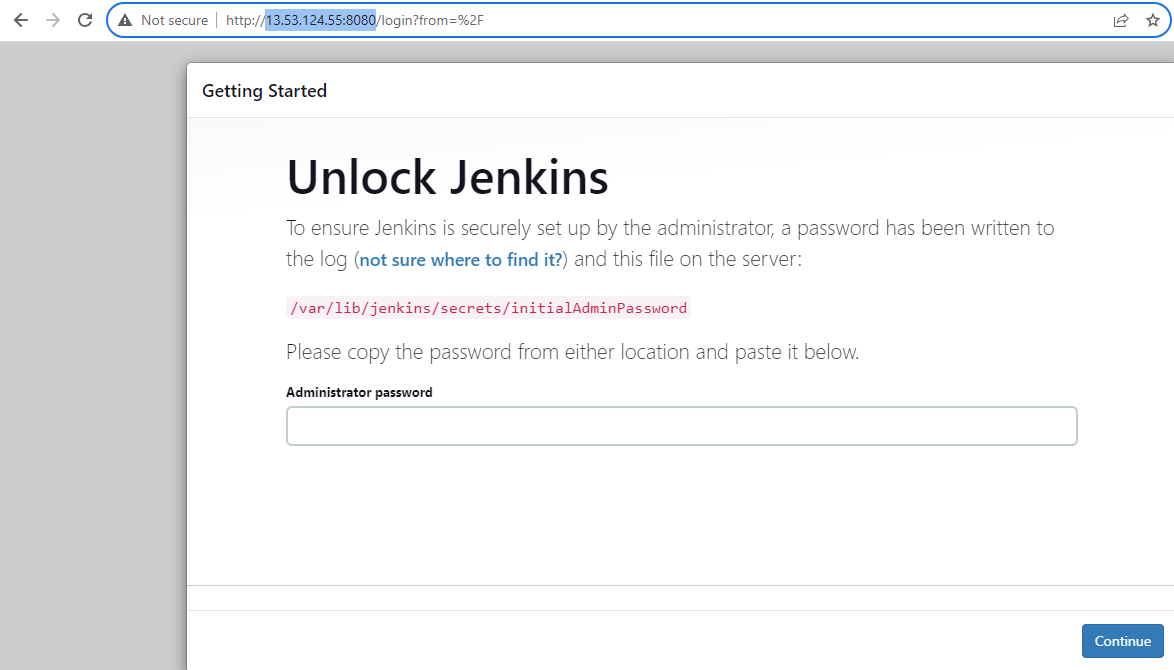 Not secure http://13.53.124.55:8080/login?from=%2F
Getting Started
Unlock Jenkins
To ensure Jenkins is securely set up by the administrator, a password has been written to
the log (not sure where to find it?) and this file on the server:
/var/lib/jenkins/secrets/initialAdminPassword
Please copy the password from either location and paste it below.
Administrator password
Continue